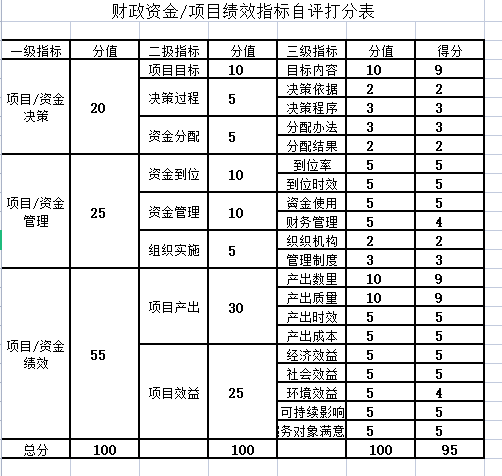 财政资金/项目绩效指标自评打分表
一级指标 分值 二级指标 分值 三级指标 分值 得分
项目/资金决策 20 项目目标 10 目标内容 10 9
决策过程 5 决策依据 2 2
决策程序 3 3
资金分配 5 分配办法 3 3
分配结果 2 2
项目/资金管理 25 资金到位 10 到位率 5 5
到位时效 5 5
资金管理 10 资金使用 5 5
财务管理 5 4
组织实施 5 组织机构 2 2
管理制度 3 3
项目/资金绩效 55 项目产出 30 产出数量 10 9
产出质量 10 9
产出时效 5 5
产出成本 5 5
项目效益 25 经济效益 5 5
社会效益 5 5
环境效益 5 4
可持续影响 5 5
务对象满意 5 5
总分 100 100 100 95